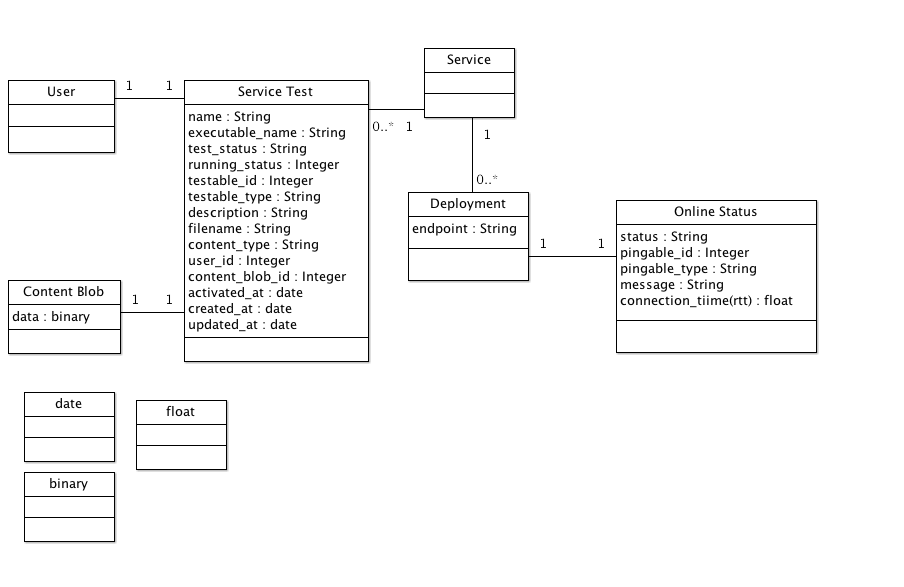 Service
User
1 1
Service Test
name : String
executable_name : String
test_status : String
running_status : Integer
testable_id : Integer
testable_type : String
description : String
filename : String
content_type : String
user_id : Integer
content_blob_id : Integer
activated_at : date
created_at : date
updated_at : date
0..* 1
1
0..*
Deployment
endpoint : String
1 1
Online Status
status : String
pingable_id : Integer
pingable_type : String
message : String
connection_tiime(rtt) : float
Content Blob
data : binary
1 1
date
float
binary